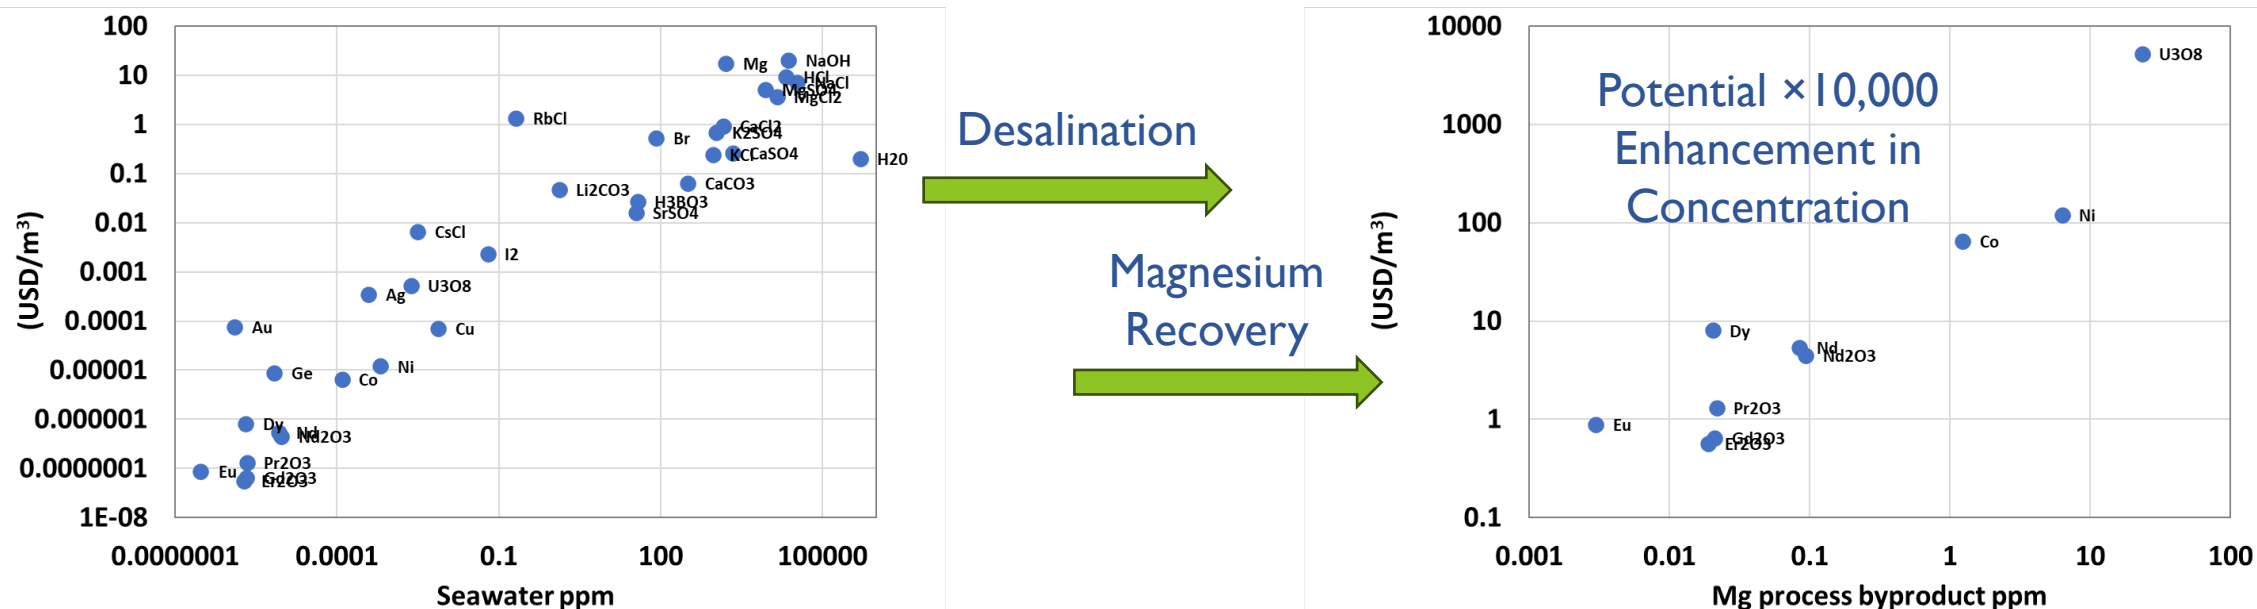 100
10
1
0.1
0.01
0.001
0.0001
0.00001
0.000001
0.0000001
1E-08
(USD/m³)
Mg
NaOH
HCl
NaCl
MgSO4
MgCl2
RbCl
Br
CaCl2
K2SO4
KCl
CaSO4
H20
Li2CO3
CaCO3
H3BO3
SrSO4
CsCl
I2
U3O8
Ag
Au
Cu
Ge
Co
Ni
Dy
Nd
Nd2O3
Pr2O3
Eu
Gd2O3
Er2O3
0.0000001
0.0001
0.1
100
100000
Seawater ppm
Desalination
Magnesium
Recovery
10000
1000
100
10
1
0.1
(USD/m³)
Potential ×10,000
Enhancement in
Concentration
U3O8
Ni
Co
Dy
Nd
Nd2O3
Pr2O3
Eu
Gd2O3
Er2O3
0.001
0.01
0.1
1
10
100
Mg process byproduct ppm